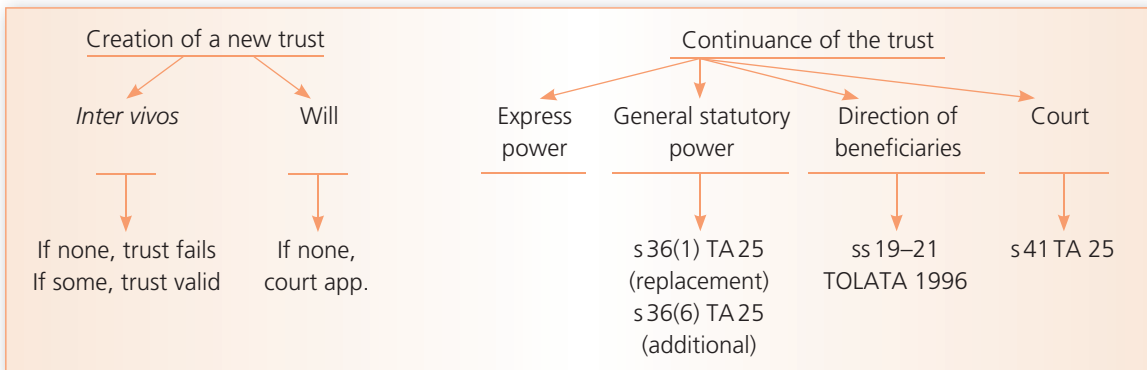 Creation of a new trust
Inter vivos
Will
If none, trust fails
If some, trust valid
If none,
court app.
Continuance of the trust
Express
power
General statutory
power
Direction of
beneficiaries
Court
s 36(1) TA 25
(replacement)
s 36(6) TA 25
(additional)
ss 19–21
TOLATA 1996
s 41 TA 25